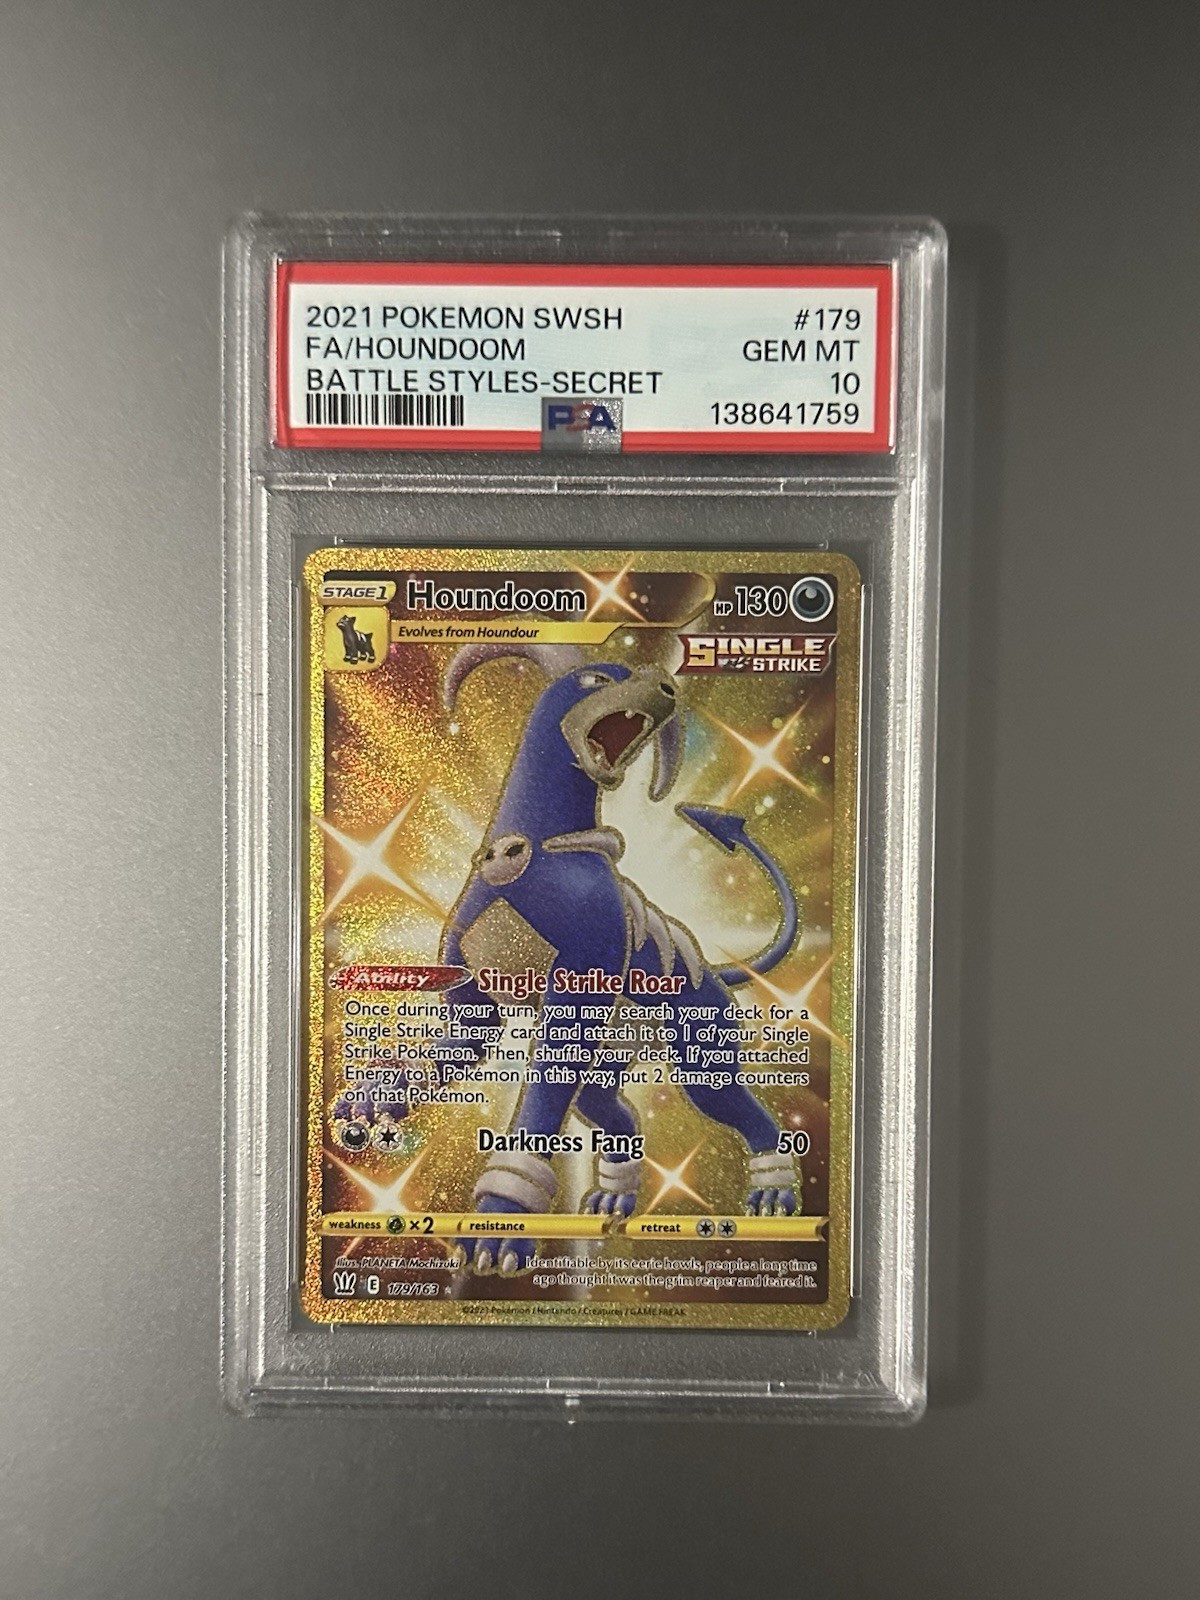 2021 POKEMON SWSH #179
FA/HOUNDOOM GEM MT
BATTLE STYLES-SECRET 10
PSA 138641759
STAGE 1 Houndoom HP 130
Evolves from Houndour
SINGLE STRIKE
Ability Single Strike Roar
Once during your turn, you may search your deck for a
Single Strike Energy card and attach it to 1 of your Single
Strike Pokémon. Then, shuffle your deck. If you attached
Energy to a Pokémon in this way, put 2 damage counters
on that Pokémon.
Darkness Fang 50
weakness ×2 resistance retreat
Illus. PLANETA Mochizuki Identifiable by its eerie howls, people a long time
ago thought it was the grim reaper and feared it.
E 179/163
©2021 Pokémon / Nintendo / Creatures / GAME FREAK